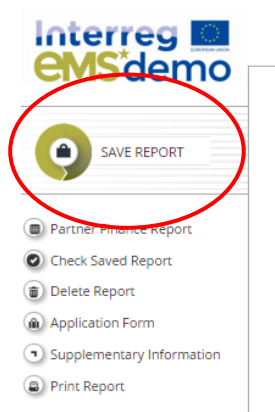 Interreg
EUROPEAN UNION
eMS demo
SAVE REPORT
Partner Finance Report
Check Saved Report
Delete Report
Application Form
Supplementary Information
Print Report